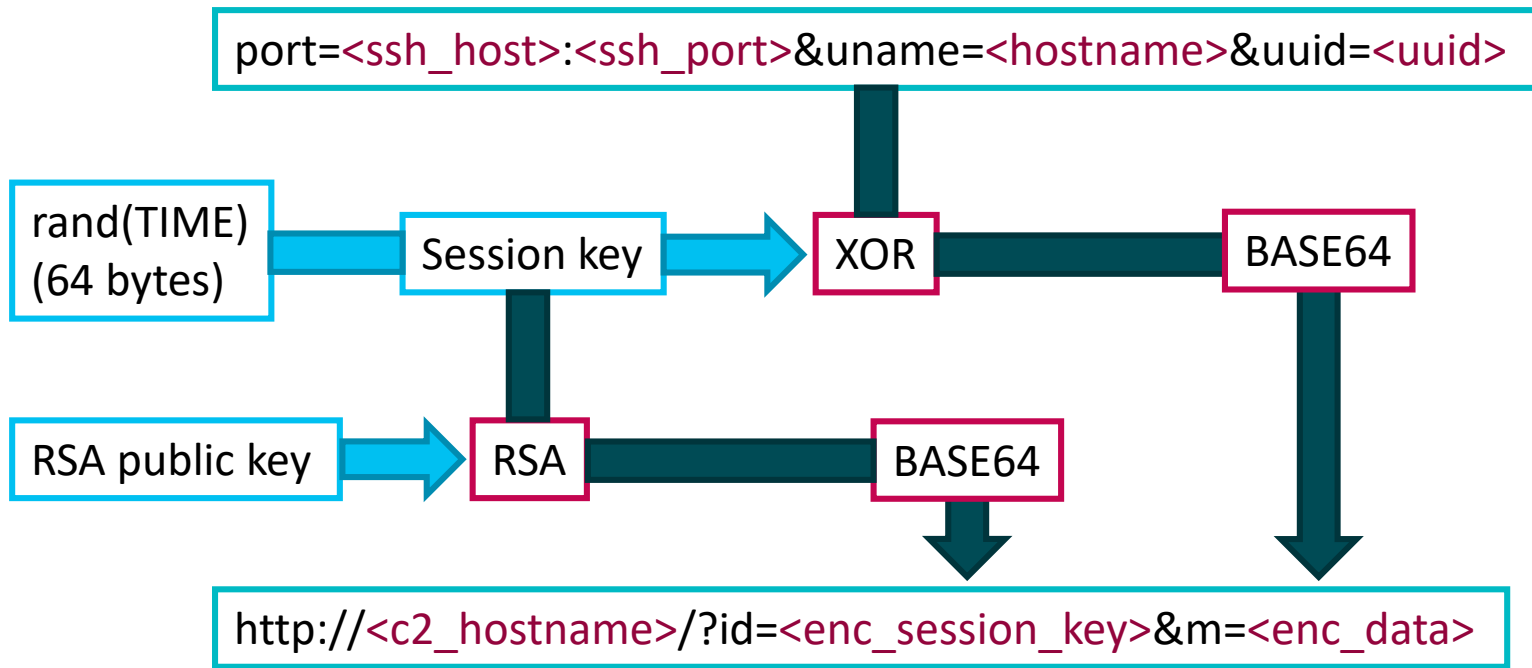 port=<ssh_host>:<ssh_port>&uname=<hostname>&uuid=<uuid>
rand(TIME)
(64 bytes)
Session key
XOR
BASE64
RSA public key
RSA
BASE64
http://<c2_hostname>/?id=<enc_session_key>&m=<enc_data>